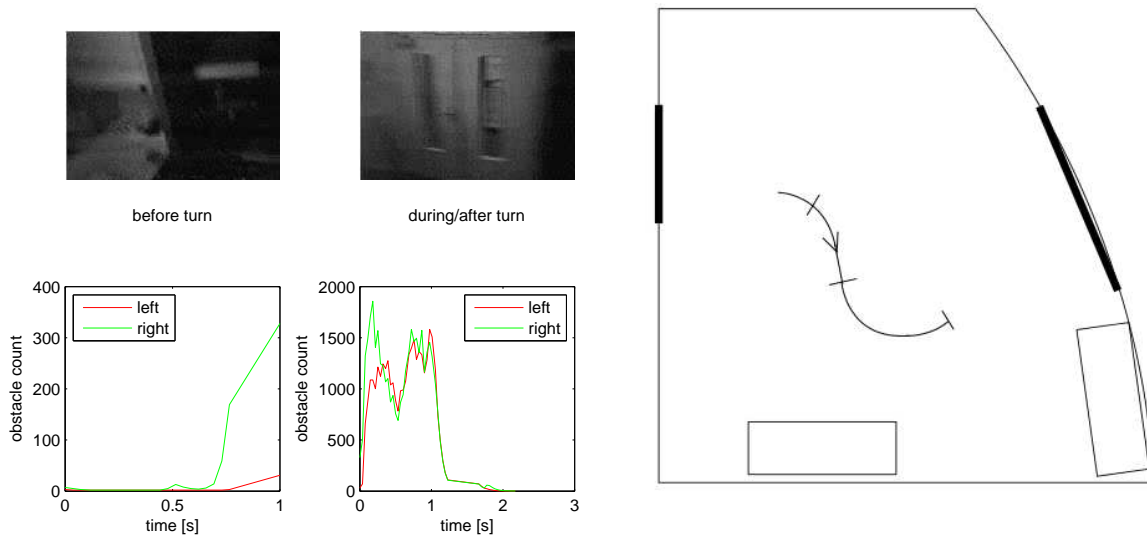 before turn
during/after turn
400
300
200
100
0
obstacle count
left
right
0
0.5
1
time [s]
2000
1500
1000
500
0
obstacle count
left
right
0
1
2
3
time [s]